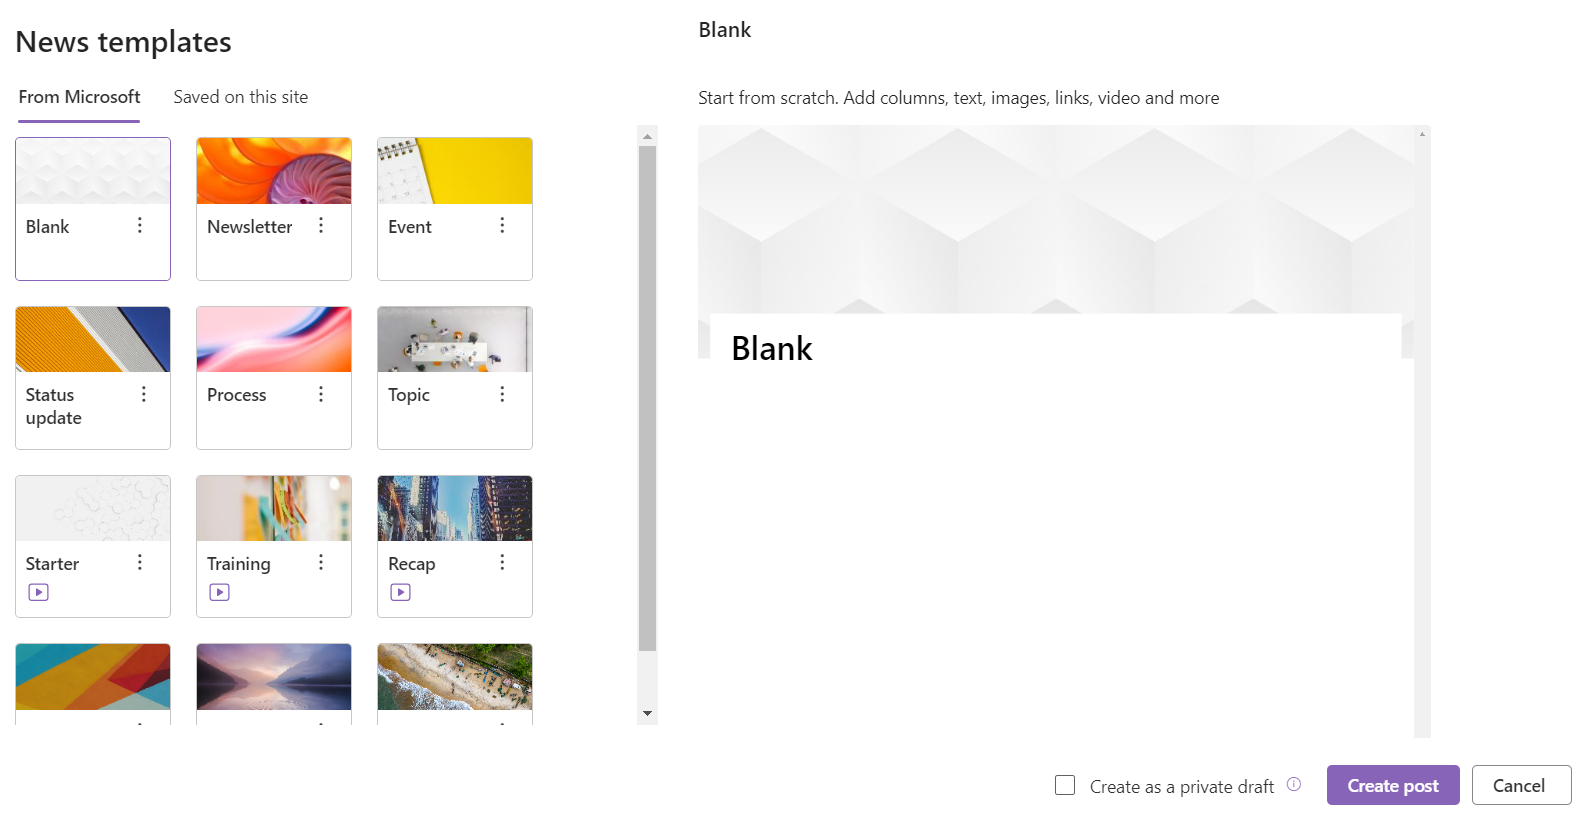 News templates
From Microsoft
Saved on this site
Blank
Newsletter
Event
Status
update
Process
Topic
Starter
Training
Recap
Blank
Start from scratch. Add columns, text, images, links, video and more
Blank
Create as a private draft
Create post
Cancel